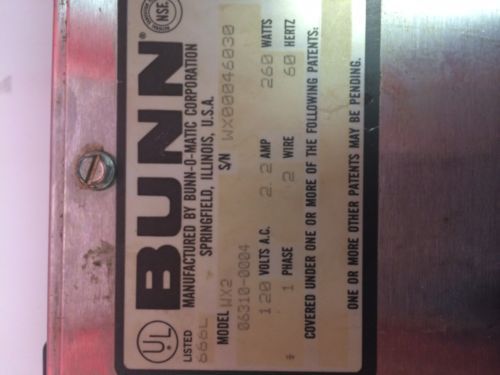 NSF
BUNN
MANUFACTURED BY BUNN-O-MATIC CORPORATION
SPRINGFIELD, ILLINOIS, U.S.A.
UL
LISTED
666L
MODEL WX2 S/N WX00046030
06310-0004
120 VOLTS A.C. 2.2 AMP 260 WATTS
1 PHASE 2 WIRE 60 HERTZ
COVERED UNDER ONE OR MORE OF THE FOLLOWING PATENTS:
ONE OR MORE OTHER PATENTS MAY BE PENDING.